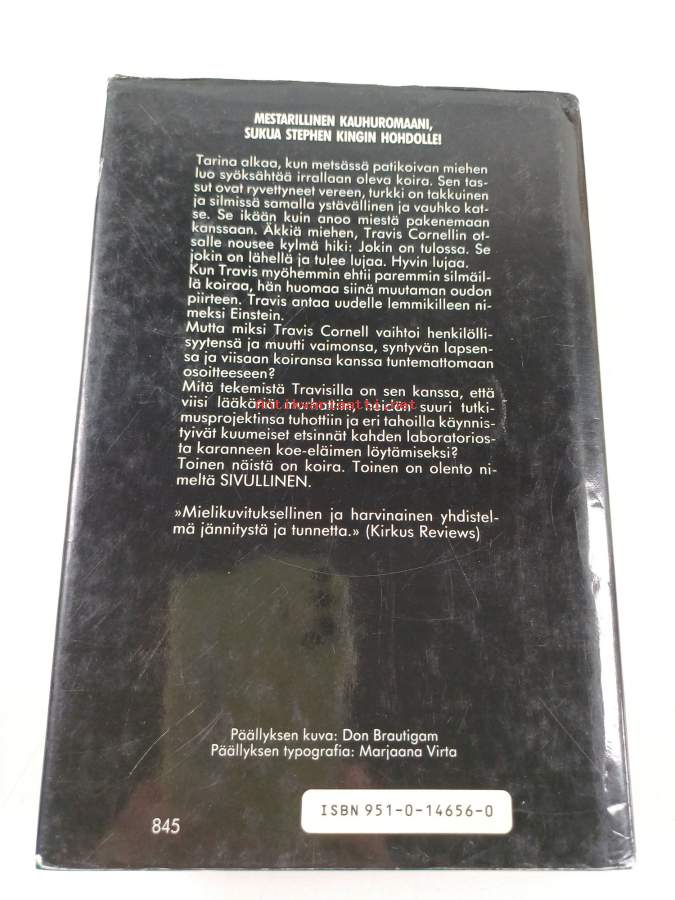 MESTARILLINEN KAUHUROMAANI,
SUKUA STEPHEN KINGIN HOHDOLLE!
Tarina alkaa, kun metsässä patikoivan miehen
luo syöksähtää irrallaan oleva koira. Sen tas-
sut ovat ryvettyneet vereen, turkki on takkuinen
ja silmissä samalla ystävällinen ja vauhko kat-
se. Se ikään kuin anoo miestä pakenemaan
kanssaan. Äkkiä miehen, Travis Cornellin ot-
salle nousee kylmä hiki: Jokin on tulossa. Se
jokin on lähellä ja tulee lujaa. Hyvin lujaa.
Kun Travis myöhemmin ehtii paremmin silmäil-
lä koiraa, hän huomaa siinä muutaman oudon
piirteen. Travis antaa uudelle lemmikilleen ni-
meksi Einstein.
Mutta miksi Travis Cornell vaihtoi henkilölli-
syytensä ja muutti vaimonsa, syntyvän lapsen-
sa ja viisaan koiransa kanssa tuntemattomaan
osoitteeseen?
Mitä tekemistä Travisilla on sen kanssa, että
viisi lääkäriä murhattiin, heidän suuri tutki-
musprojektinsa tuhottiin ja eri tahoilla käynnis-
tyivät kuumeiset etsinnät kahden laboratorios-
ta karanneen koe-eläimen löytämiseksi?
Toinen näistä on koira. Toinen on olento ni-
meltä SIVULLINEN.
»Mielikuvituksellinen ja harvinainen yhdistel-
mä jännitystä ja tunnetta.» (Kirkus Reviews)
Päällyksen kuva: Don Brautigam
Päällyksen typografia: Marjaana Virta
ISBN 951-0-14656-0
845